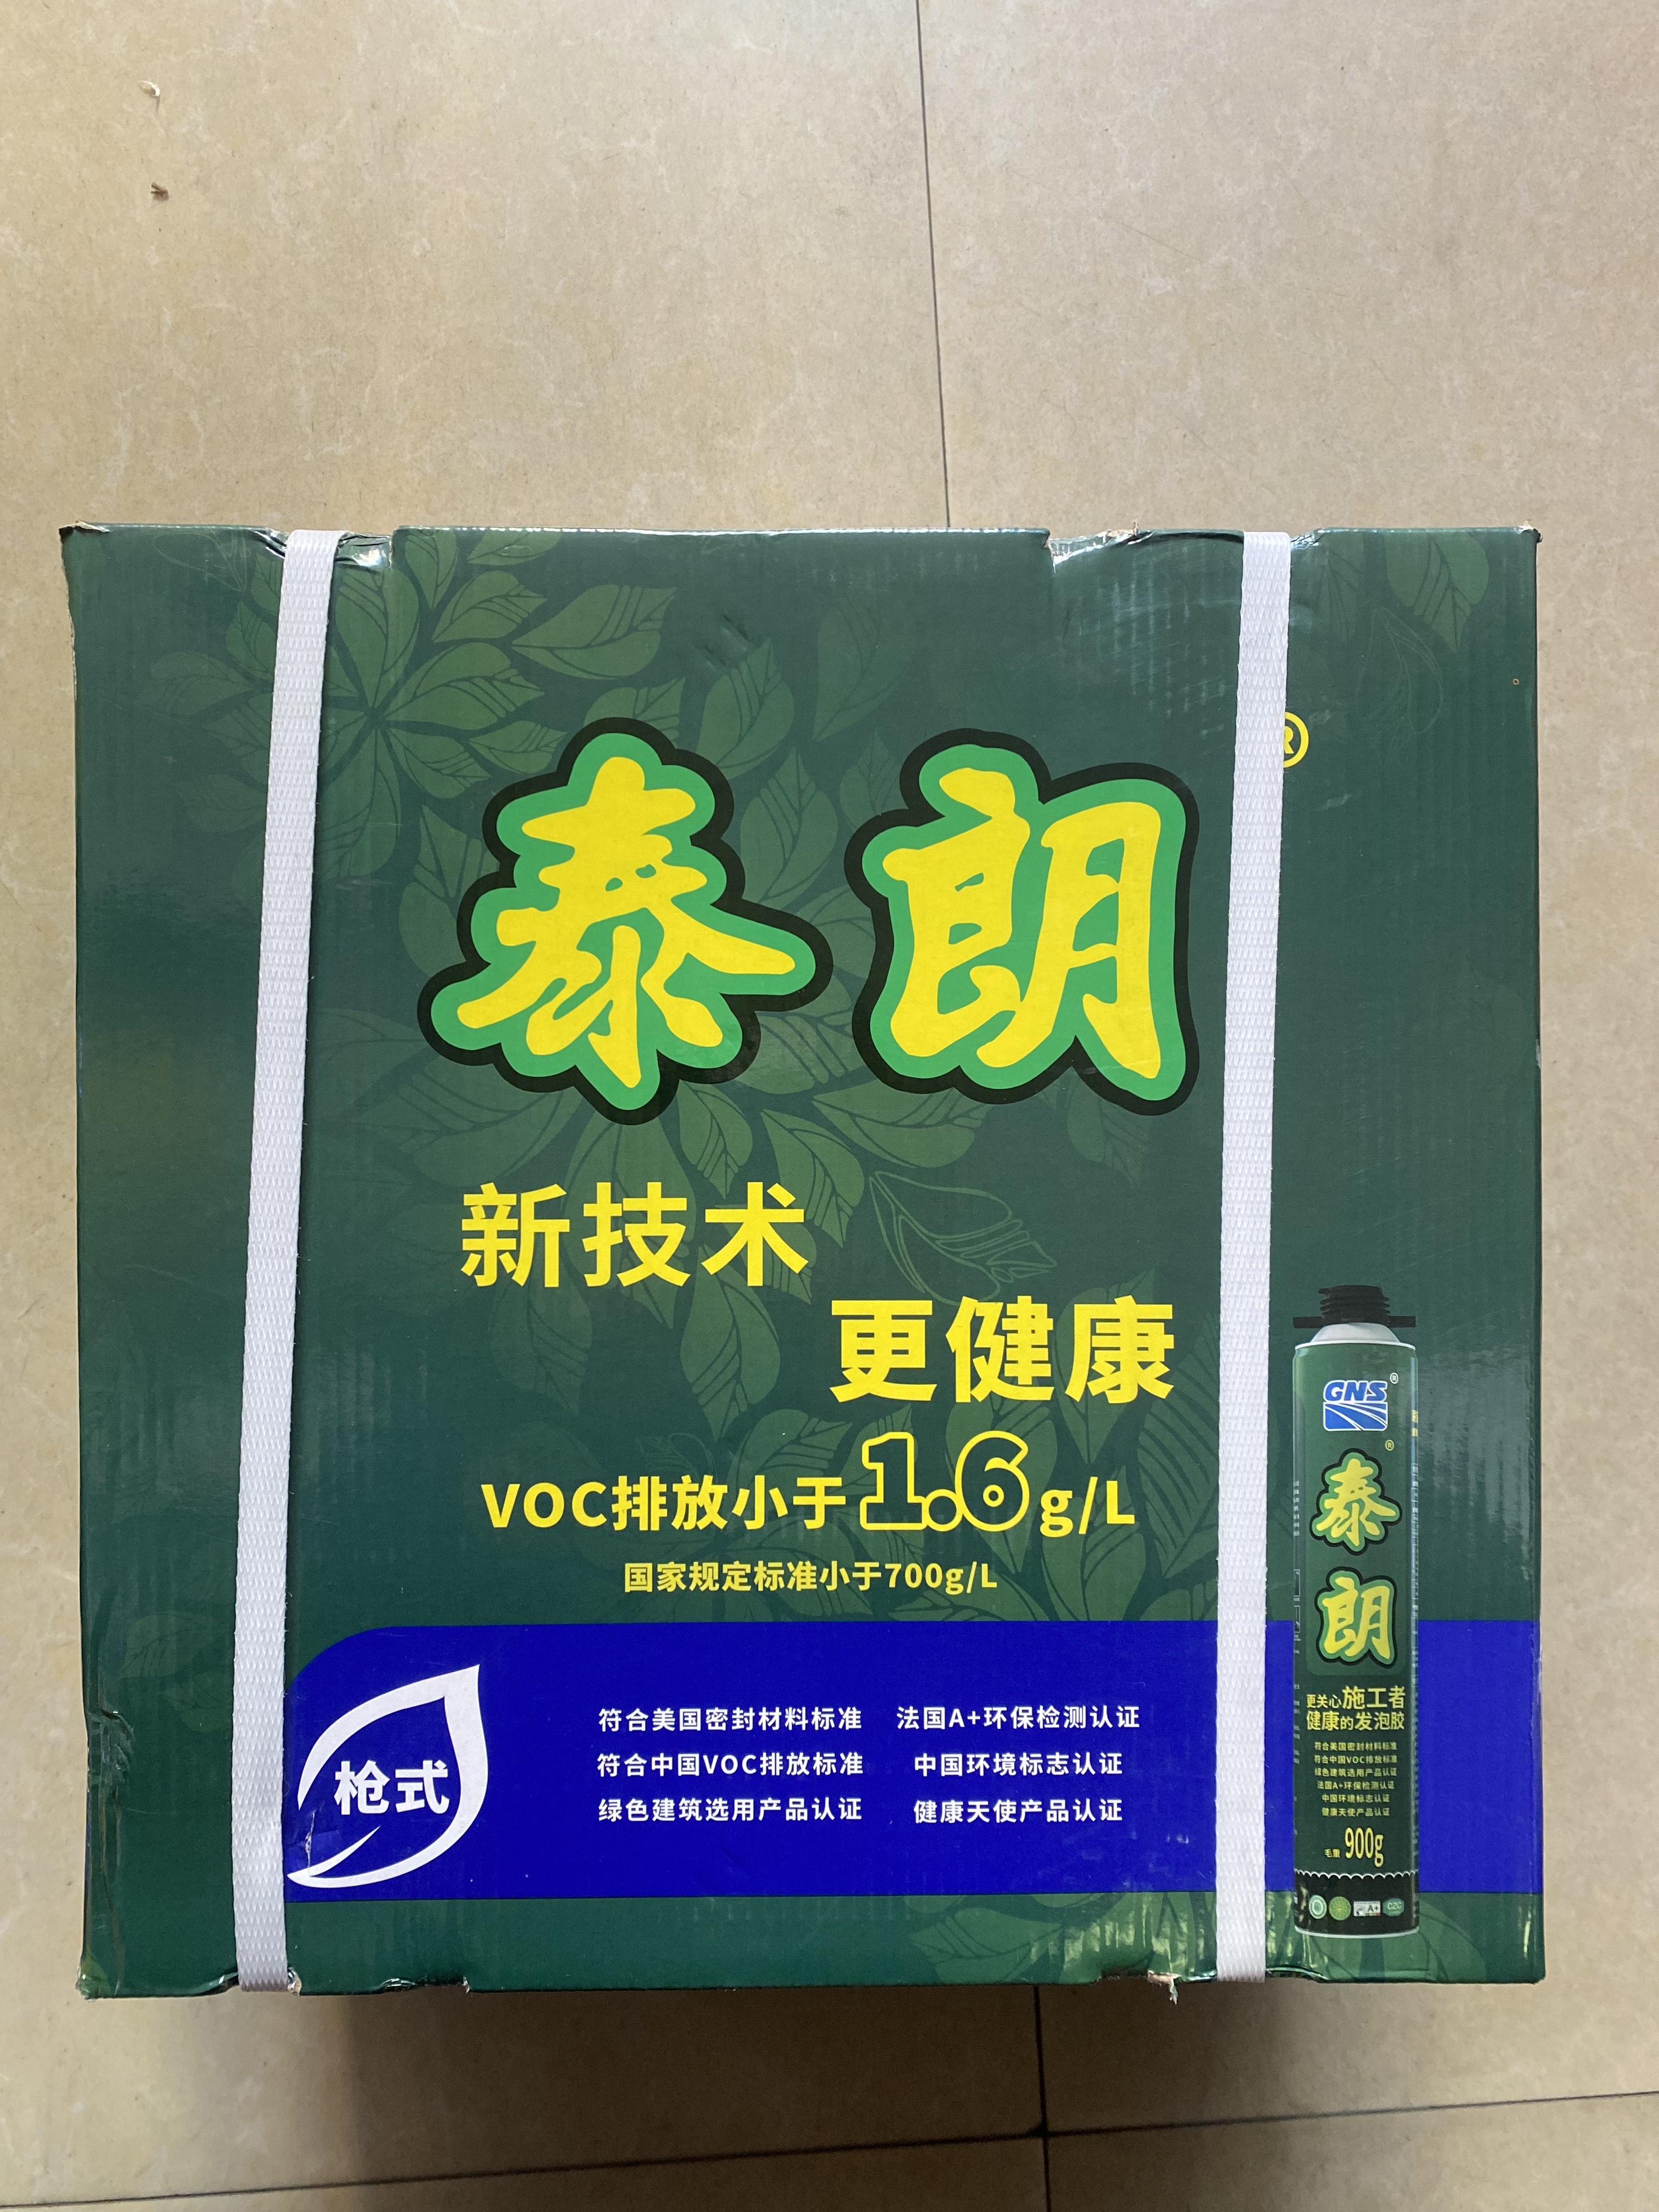 泰朗
®
新技术
更健康
VOC排放小于1.6g/L
国家规定标准小于700g/L
枪式
符合美国密封材料标准 法国A+环保检测认证
符合中国VOC排放标准 中国环境标志认证
绿色建筑选用产品认证 健康天使产品认证
GNS®
®
泰
朗
更关心施工者
健康的发泡胶
符合美国密封材料标准
符合中国VOC排放标准
绿色建筑选用产品认证
法国A+环保检测认证
中国环境标志认证
健康天使产品认证
毛重900g
A+
CZC